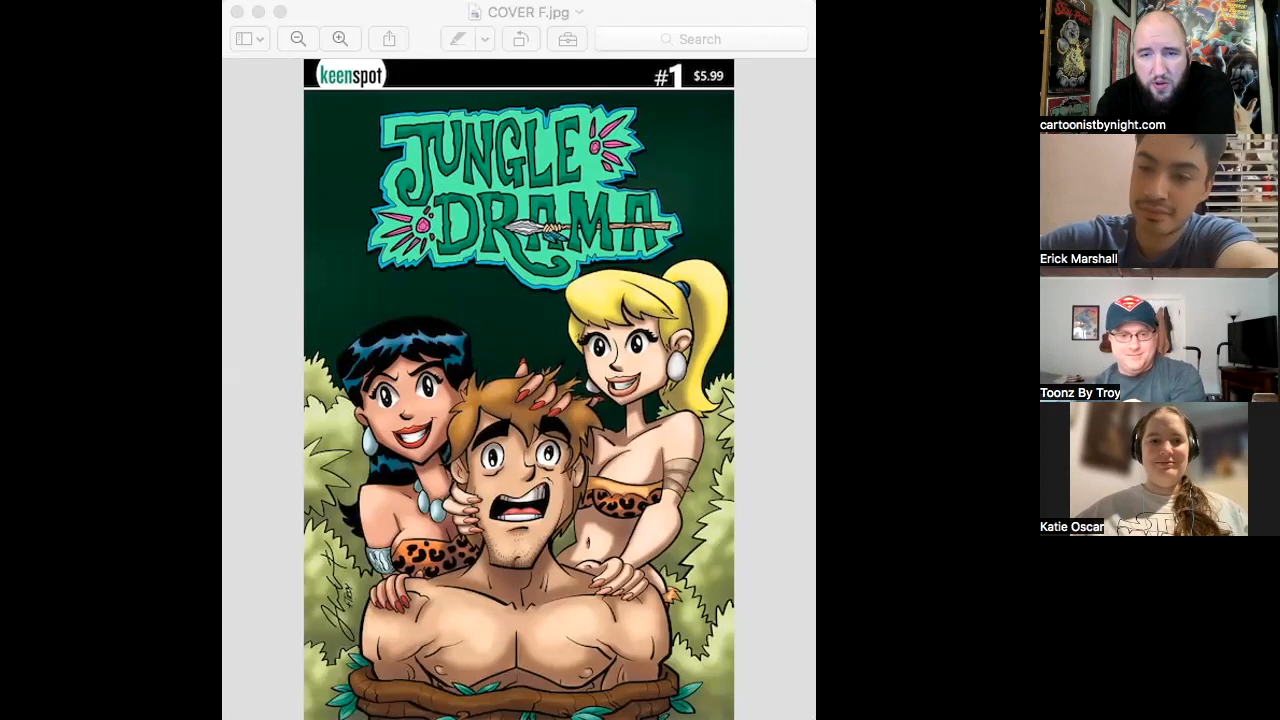 COVER F.jpg
Search
keenspot
#1 $5.99
JUNGLE
DRAMA
cartoonistbynight.com
Erick Marshall
Toonz By Troy
Katie Oscar